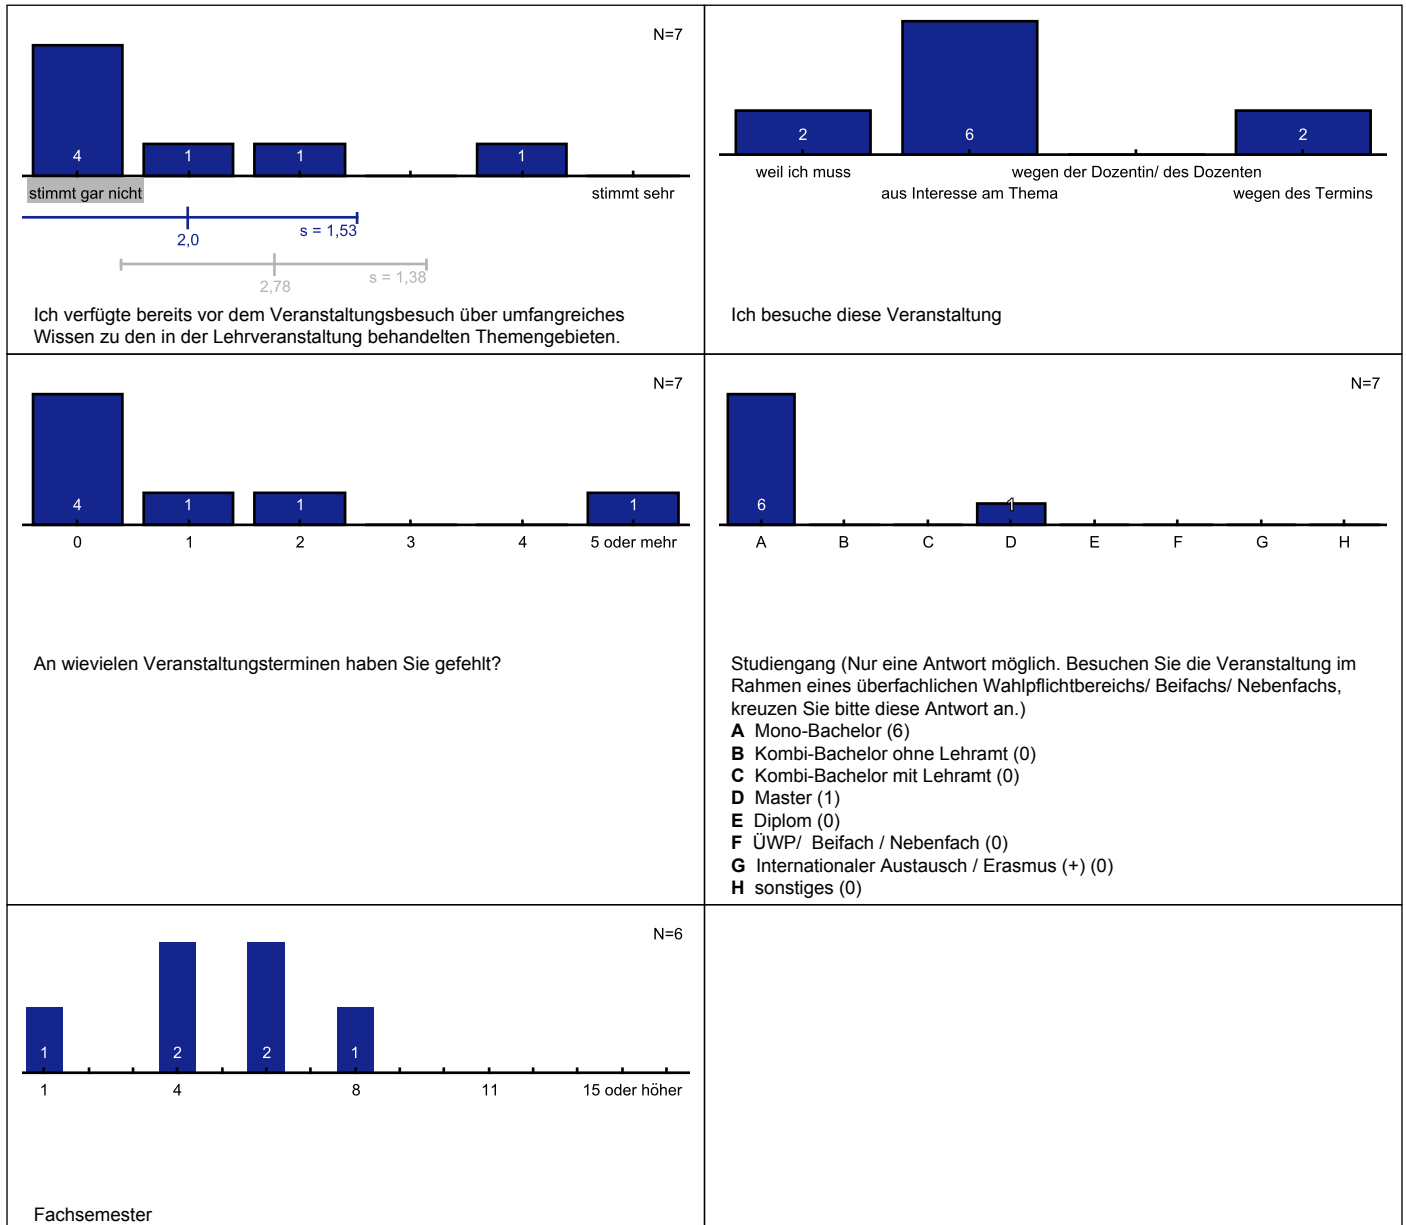 N=7
4
1
1
1
stimmt gar nicht
stimmt sehr
2,0
s = 1,53
2,78
s = 1,38
Ich verfügte bereits vor dem Veranstaltungsbesuch über umfangreiches
Wissen zu den in der Lehrveranstaltung behandelten Themengebieten.
2
6
2
weil ich muss
wegen der Dozentin/ des Dozenten
aus Interesse am Thema
wegen des Termins
Ich besuche diese Veranstaltung
N=7
4
1
1
1
0
1
2
3
4
5 oder mehr
An wievielen Veranstaltungsterminen haben Sie gefehlt?
N=7
6
1
A
B
C
D
E
F
G
H
Studiengang (Nur eine Antwort möglich. Besuchen Sie die Veranstaltung im
Rahmen eines überfachlichen Wahlpflichtbereichs/ Beifachs/ Nebenfachs,
kreuzen Sie bitte diese Antwort an.)
A Mono-Bachelor (6)
B Kombi-Bachelor ohne Lehramt (0)
C Kombi-Bachelor mit Lehramt (0)
D Master (1)
E Diplom (0)
F ÜWP/ Beifach / Nebenfach (0)
G Internationaler Austausch / Erasmus (+) (0)
H sonstiges (0)
N=6
1
2
2
1
1
4
8
11
15 oder höher
Fachsemester